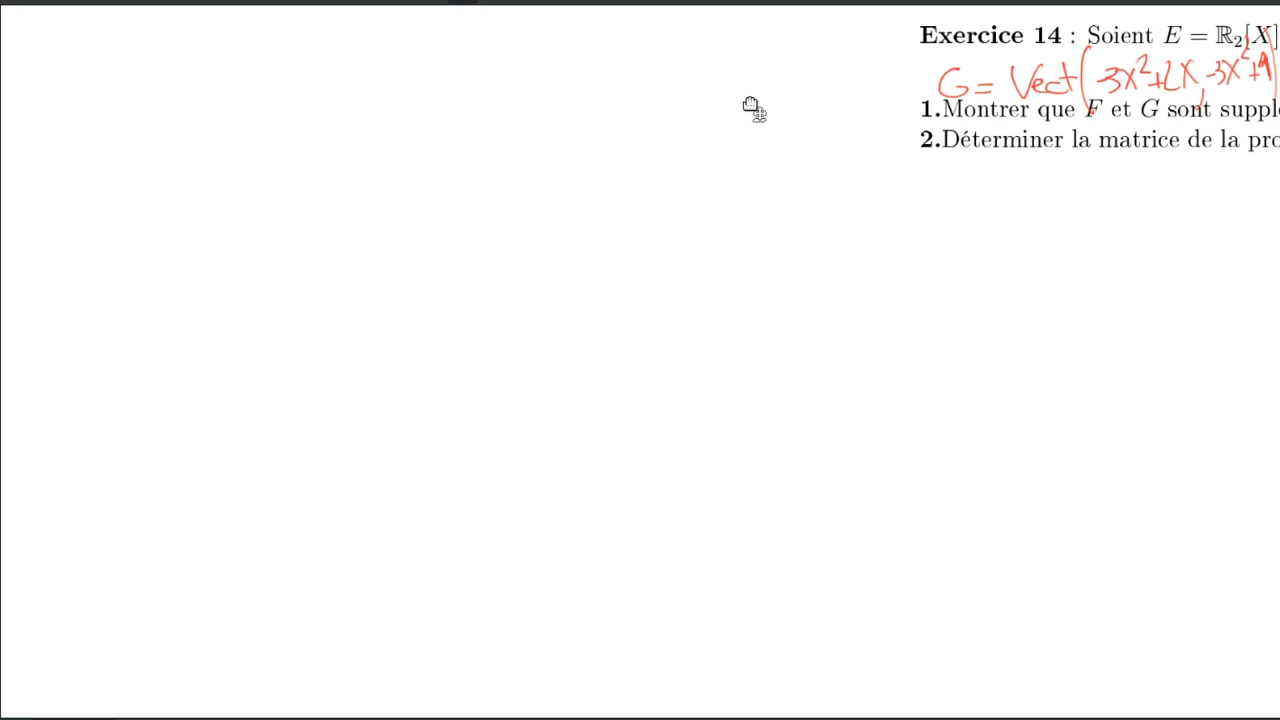 Exercice 14 : Soient E = ℝ₂[X]
G = Vect(3X²+2X, -3X²+1)
1.Montrer que F et G sont supplé
2.Déterminer la matrice de la pro